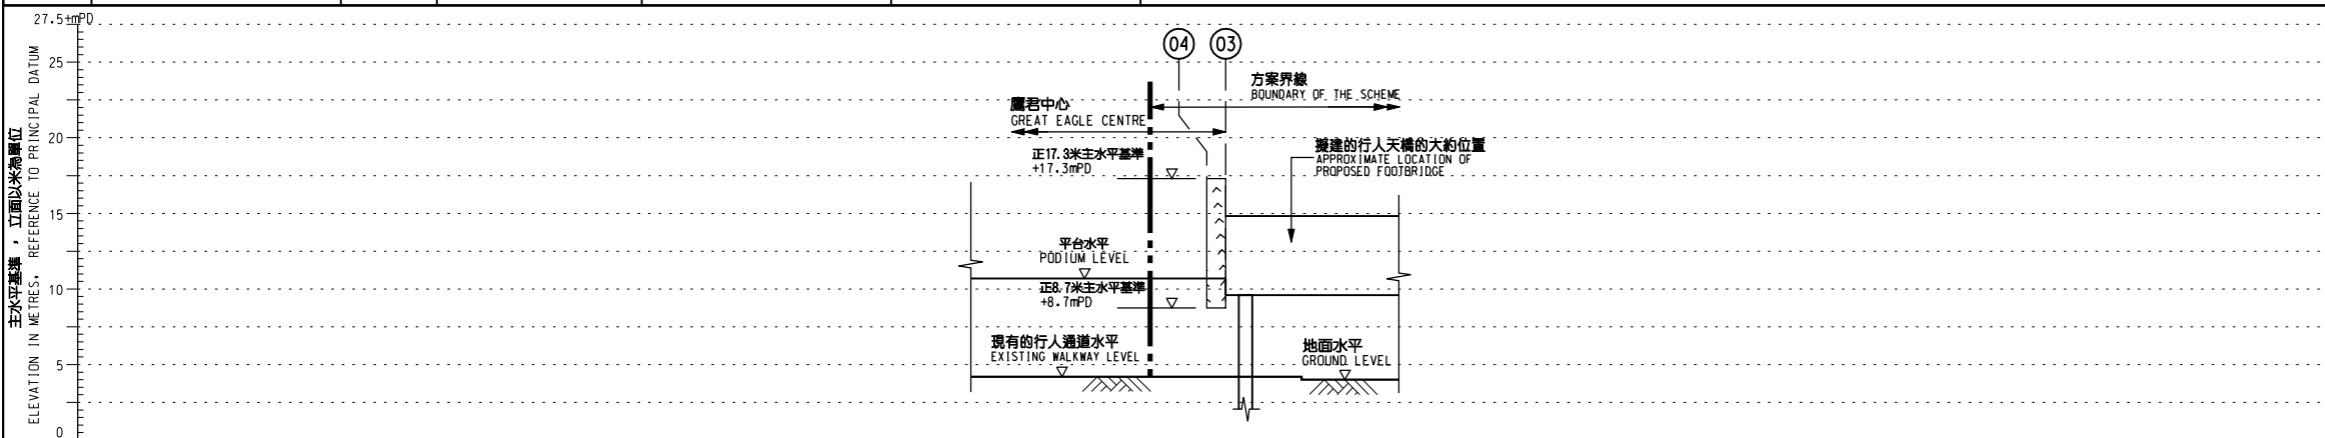 27.5±mPD
25
20
15
10
5
0
主水平基準，立面以米為單位
ELEVATION IN METRES. REFERENCE TO PRINCIPAL DATUM
04
03
方案界線
BOUNDARY OF THE SCHEME
鷹君中心
GREAT EAGLE CENTRE
正17.3米主水平基準
+17.3mPD
擬建的行人天橋的大約位置
APPROXIMATE LOCATION OF
PROPOSED FOOTBRIDGE
平台水平
PODIUM LEVEL
正8.7米主水平基準
+8.7mPD
現有的行人通道水平
EXISTING WALKWAY LEVEL
地面水平
GROUND LEVEL